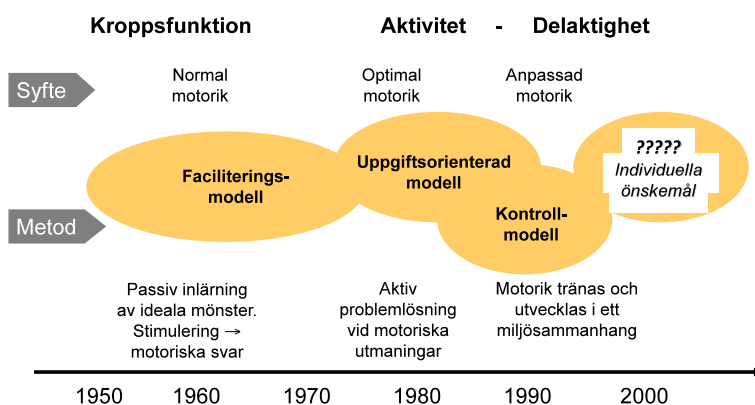 Kroppsfunktion Aktivitet - Delaktighet
Normal
motorik
Optimal
motorik
Anpassad
motorik
Syfte
Faciliterings-
modell
Uppgiftsorienterad
modell
Kontroll-
modell
?????
Individuella
önskemål
Metod
Passiv inlärning
av ideala mönster.
Stimulering →
motoriska svar
Aktiv
problemlösning
vid motoriska
utmaningar
Motorik tränas och
utvecklas i ett
miljösammanhang
1950 1960 1970 1980 1990 2000